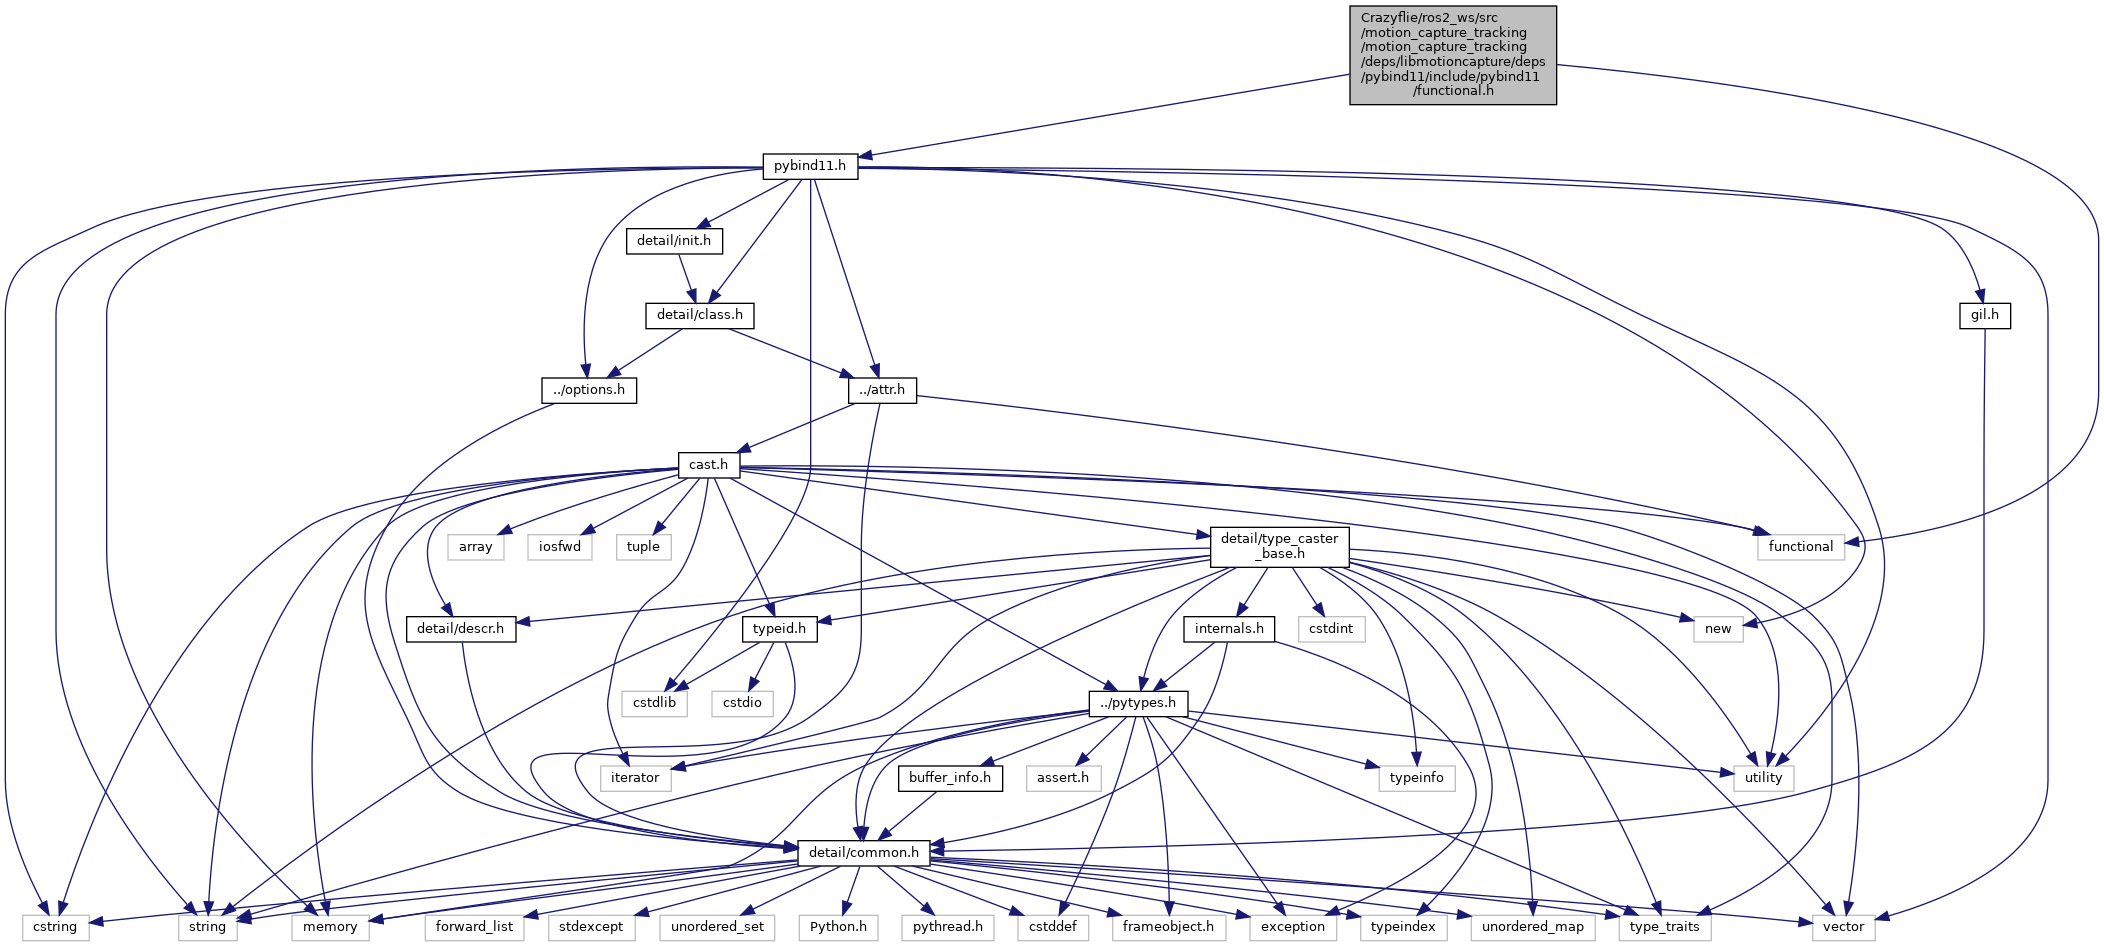 Crazyflie/ros2_ws/src
/motion_capture_tracking
/motion_capture_tracking
/deps/libmotioncapture/deps
/pybind11/include/pybind11
/functional.h
pybind11.h
detail/init.h
detail/class.h
gil.h
../options.h
../attr.h
cast.h
array
iosfwd
tuple
detail/type_caster
_base.h
functional
detail/descr.h
typeid.h
internals.h
cstdint
new
cstdlib
cstdio
../pytypes.h
iterator
buffer_info.h
assert.h
typeinfo
utility
detail/common.h
cstring
string
memory
forward_list
stdexcept
unordered_set
Python.h
pythread.h
cstddef
frameobject.h
exception
typeindex
unordered_map
type_traits
vector